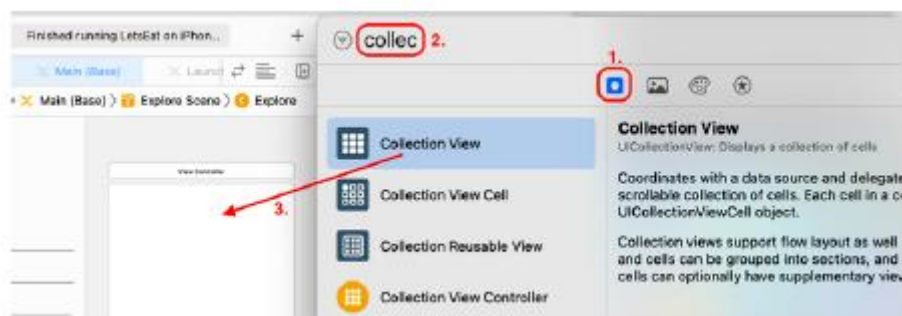 Finished running LetsEat on iPhon...
+
collec
2.
1.
Main (Base)
Launc
Main (Base) 〉 Explore Scene 〉 Explore
View Controller
3.
Collection View
Collection View Cell
Collection Reusable View
Collection View Controller
Collection View
UICollectionView: Displays a collection of cells
Coordinates with a data source and delegate
scrollable collection of cells. Each cell in a c
UICollectionViewCell object.
Collection views support flow layout as well
and cells can be grouped into sections, and
cells can optionally have supplementary view